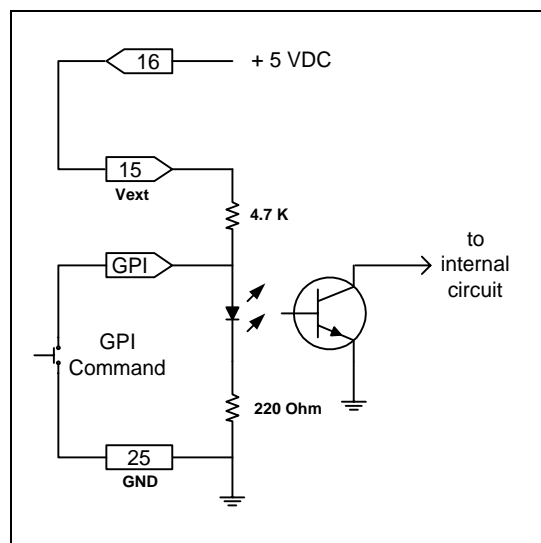 16
+ 5 VDC
15
Vext
4.7 K
GPI
to
internal
circuit
GPI
Command
220 Ohm
25
GND